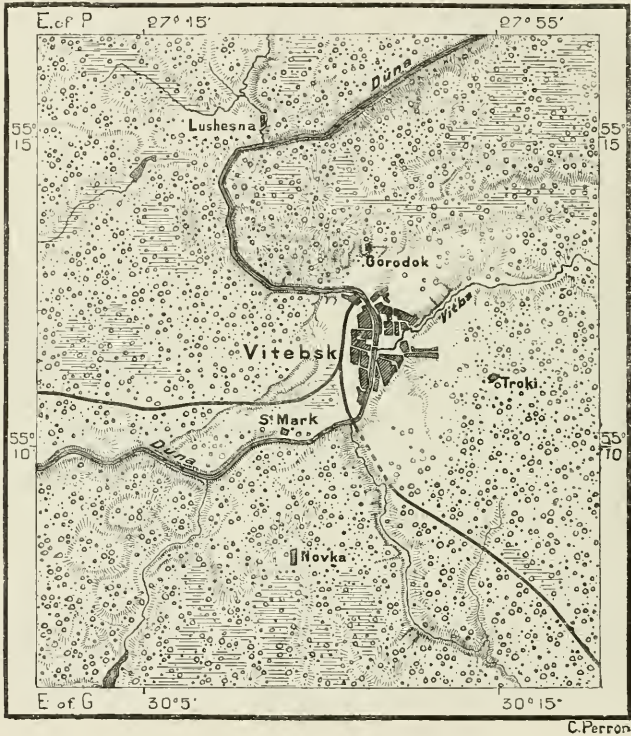 E. of P 27° 15' 27° 55'
Düna
55° 15 Lushesna 55° 15
Gorodok
Vitba
Vitebsk
Troki
St Mark
55° 10 Düna 55° 10
Novka
E of G 30° 5' 30° 15'
C. Perron